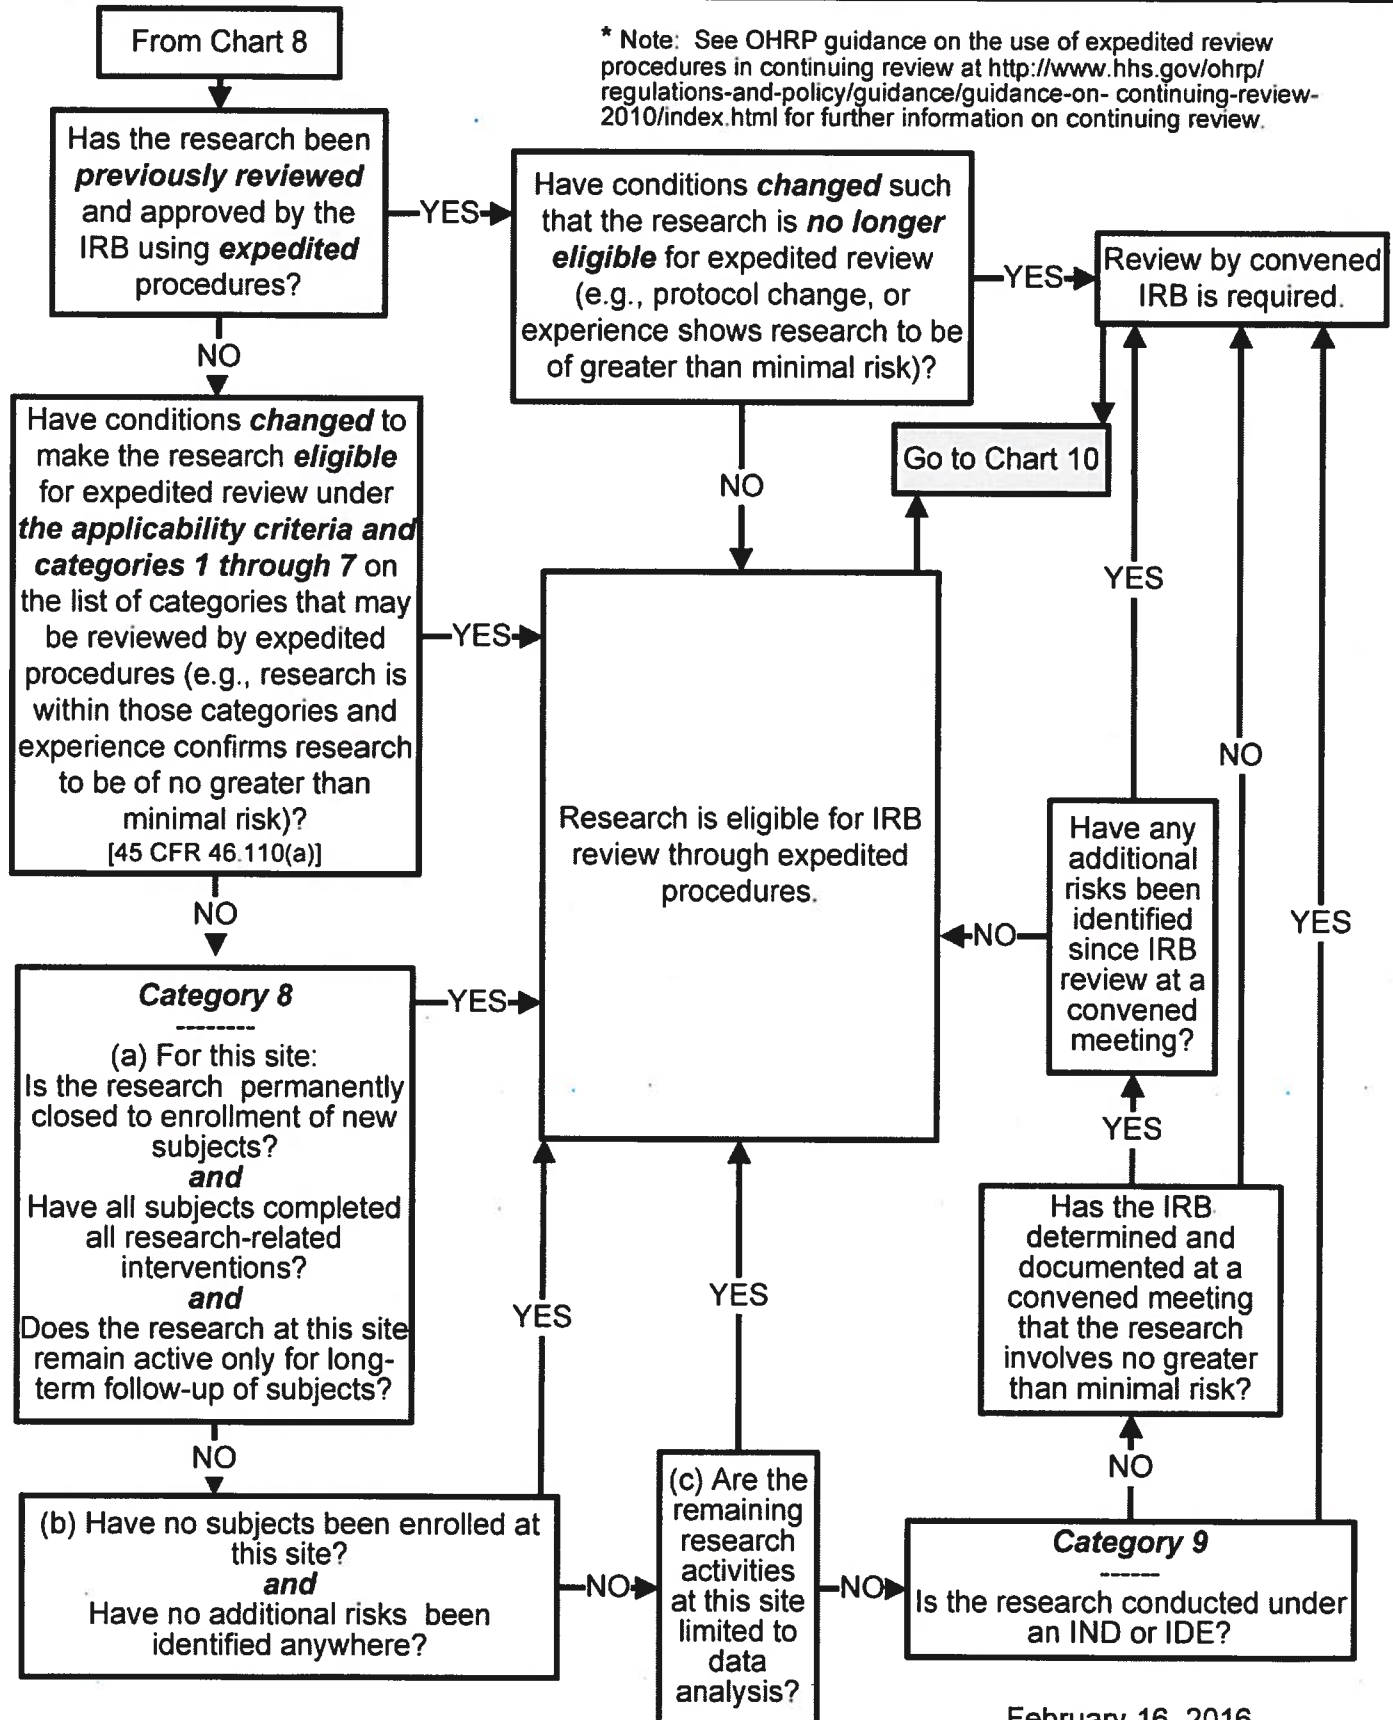 From Chart 8
* Note: See OHRP guidance on the use of expedited review
procedures in continuing review at http://www.hhs.gov/ohrp/
regulations-and-policy/guidance/guidance-on- continuing-review-
2010/index.html for further information on continuing review.
Has the research been
previously reviewed
and approved by the
IRB using expedited
procedures?
YES
Have conditions changed such
that the research is no longer
eligible for expedited review
(e.g., protocol change, or
experience shows research to be
of greater than minimal risk)?
YES
Review by convened
IRB is required.
NO
Have conditions changed to
make the research eligible
for expedited review under
the applicability criteria and
categories 1 through 7 on
the list of categories that may
be reviewed by expedited
procedures (e.g., research is
within those categories and
experience confirms research
to be of no greater than
minimal risk)?
[45 CFR 46.110(a)]
YES
NO
Go to Chart 10
Research is eligible for IRB
review through expedited
procedures.
YES
NO
YES
Have any
additional
risks been
identified
since IRB
review at a
convened
meeting?
NO
YES
NO
Category 8
--------
(a) For this site:
Is the research permanently
closed to enrollment of new
subjects?
and
Have all subjects completed
all research-related
interventions?
and
Does the research at this site
remain active only for long-
term follow-up of subjects?
YES
NO
(b) Have no subjects been enrolled at
this site?
and
Have no additional risks been
identified anywhere?
YES
NO
(c) Are the
remaining
research
activities
at this site
limited to
data
analysis?
YES
NO
Category 9
------
Is the research conducted under
an IND or IDE?
NO
Has the IRB
determined and
documented at a
convened meeting
that the research
involves no greater
than minimal risk?
February 16, 2016